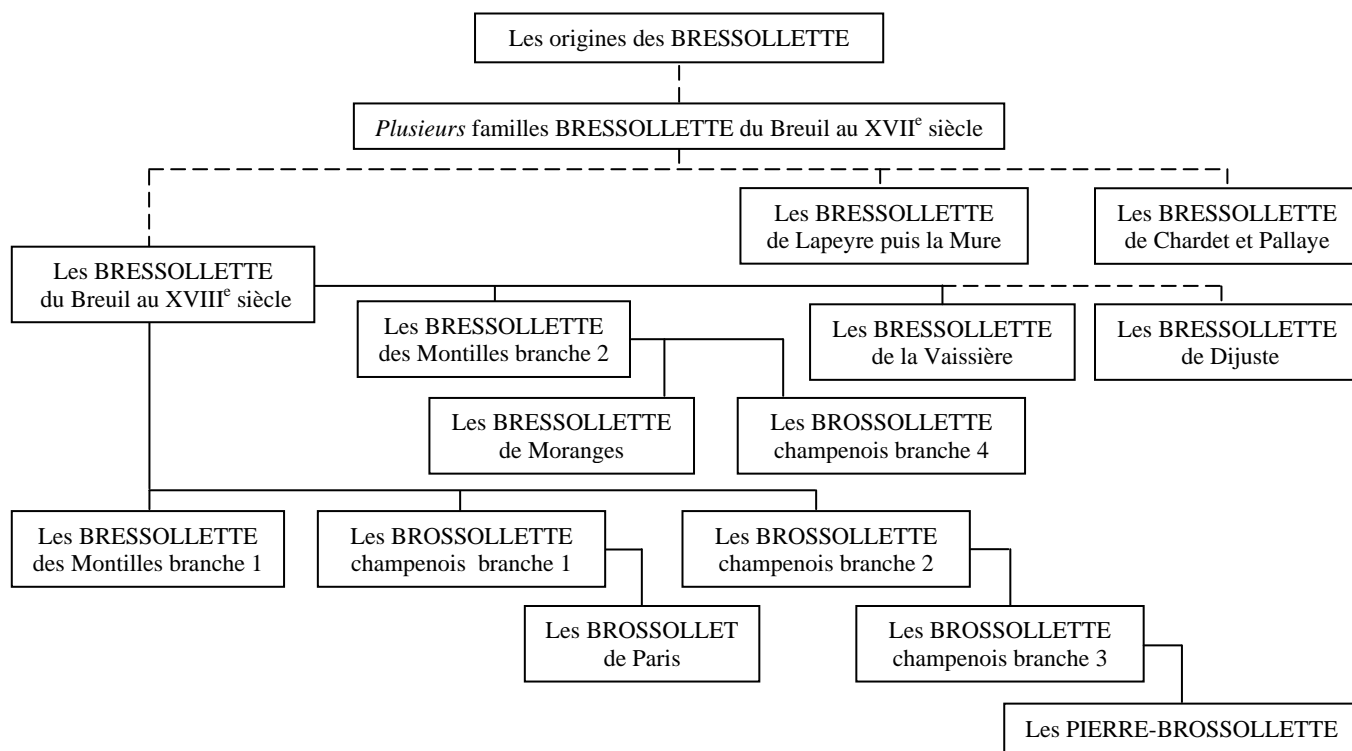 Les origines des BRESSOLLETTE
Plusieurs familles BRESSOLLETTE du Breuil au XVIIe siècle
Les BRESSOLLETTE
de Lapeyre puis la Mure
Les BRESSOLLETTE
de Chardet et Pallaye
Les BRESSOLLETTE
du Breuil au XVIIIe siècle
Les BRESSOLLETTE
des Montilles branche 2
Les BRESSOLLETTE
de la Vaissière
Les BRESSOLLETTE
de Dijuste
Les BRESSOLLETTE
de Moranges
Les BROSSOLLETTE
champenois branche 4
Les BRESSOLLETTE
des Montilles branche 1
Les BROSSOLLETTE
champenois branche 1
Les BROSSOLLETTE
champenois branche 2
Les BROSSOLLET
de Paris
Les BROSSOLLETTE
champenois branche 3
Les PIERRE-BROSSOLLETTE